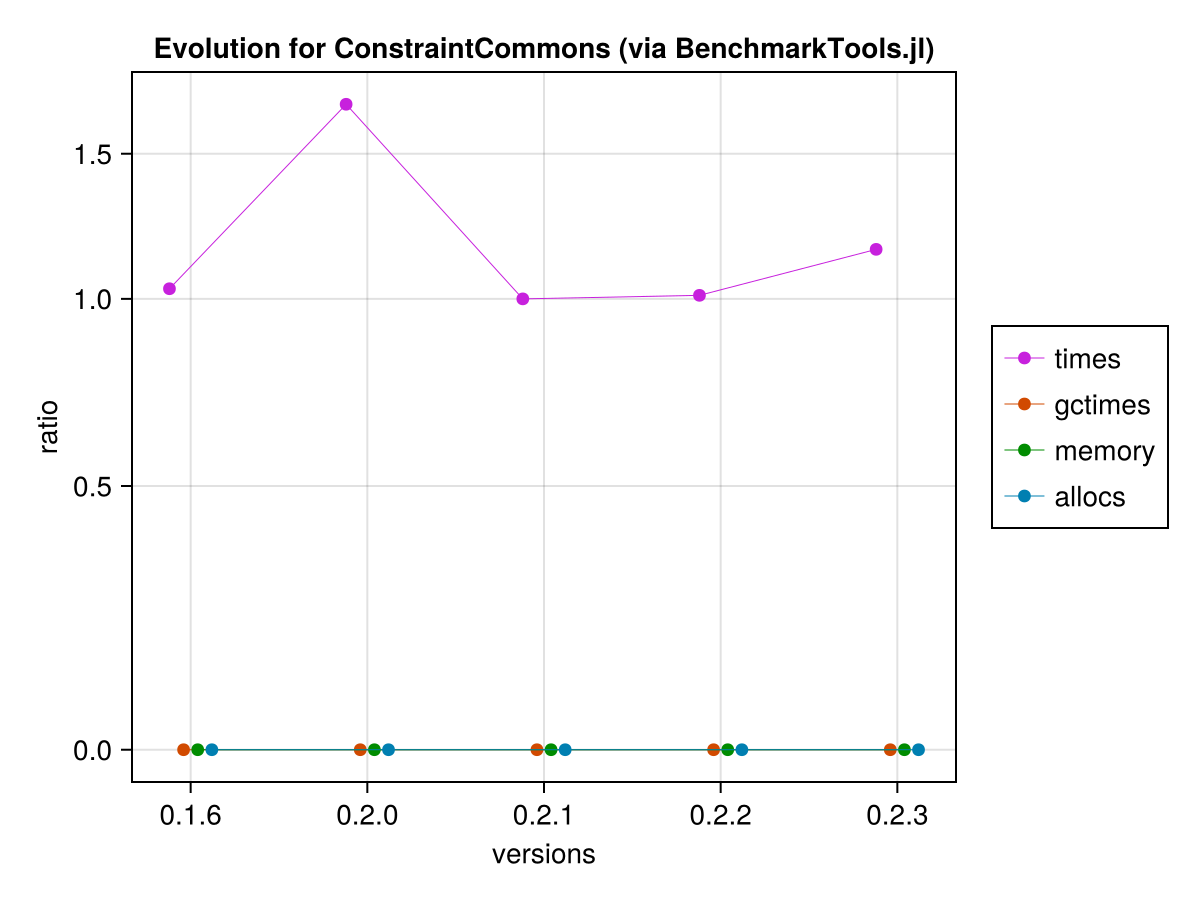 Evolution for ConstraintCommons (via BenchmarkTools.jl)
1.5
1.0
0.5
0.0
ratio
0.1.6
0.2.0
0.2.1
0.2.2
0.2.3
versions
times
gctimes
memory
allocs